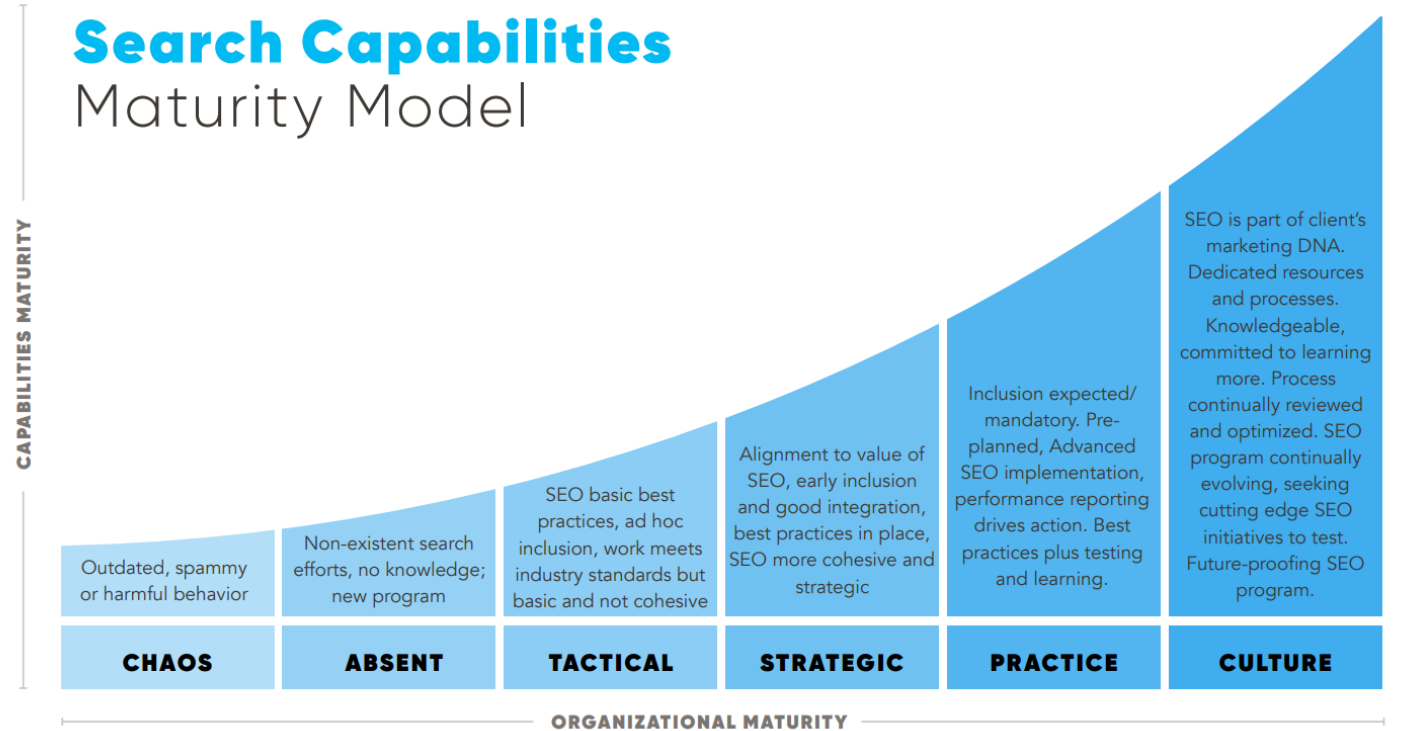 Search Capabilities
Maturity Model
CAPABILITIES MATURITY
Outdated, spammy
or harmful behavior
CHAOS
Non-existent search
efforts, no knowledge;
new program
ABSENT
SEO basic best
practices, ad hoc
inclusion, work meets
industry standards but
basic and not cohesive
TACTICAL
Alignment to value of
SEO, early inclusion
and good integration,
best practices in place,
SEO more cohesive and
strategic
STRATEGIC
Inclusion expected/
mandatory. Pre-
planned, Advanced
SEO implementation,
performance reporting
drives action. Best
practices plus testing
and learning.
PRACTICE
SEO is part of client’s
marketing DNA.
Dedicated resources
and processes.
Knowledgeable,
committed to learning
more. Process
continually reviewed
and optimized. SEO
program continually
evolving, seeking
cutting edge SEO
initiatives to test.
Future-proofing SEO
program.
CULTURE
ORGANIZATIONAL MATURITY